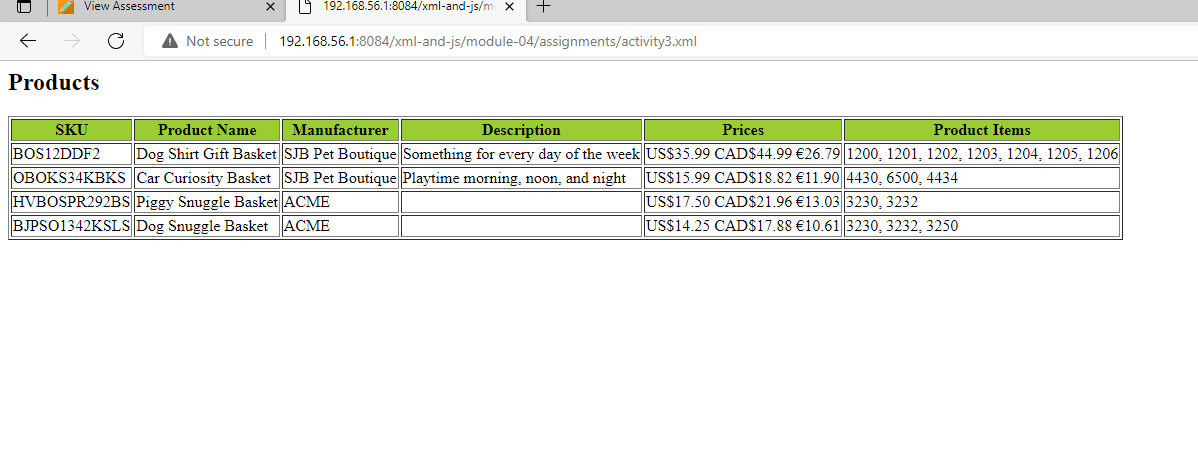 View Assessment
192.168.56.1:8084/xml-and-js/m
Not secure 192.168.56.1:8084/xml-and-js/module-04/assignments/activity3.xml
Products
SKU Product Name Manufacturer Description Prices Product Items
BOS12DDF2 Dog Shirt Gift Basket SJB Pet Boutique Something for every day of the week US$35.99 CAD$44.99 €26.79 1200, 1201, 1202, 1203, 1204, 1205, 1206
OBOKS34KBKS Car Curiosity Basket SJB Pet Boutique Playtime morning, noon, and night US$15.99 CAD$18.82 €11.90 4430, 6500, 4434
HVBOSPR292BS Piggy Snuggle Basket ACME US$17.50 CAD$21.96 €13.03 3230, 3232
BJPSO1342KSLS Dog Snuggle Basket ACME US$14.25 CAD$17.88 €10.61 3230, 3232, 3250